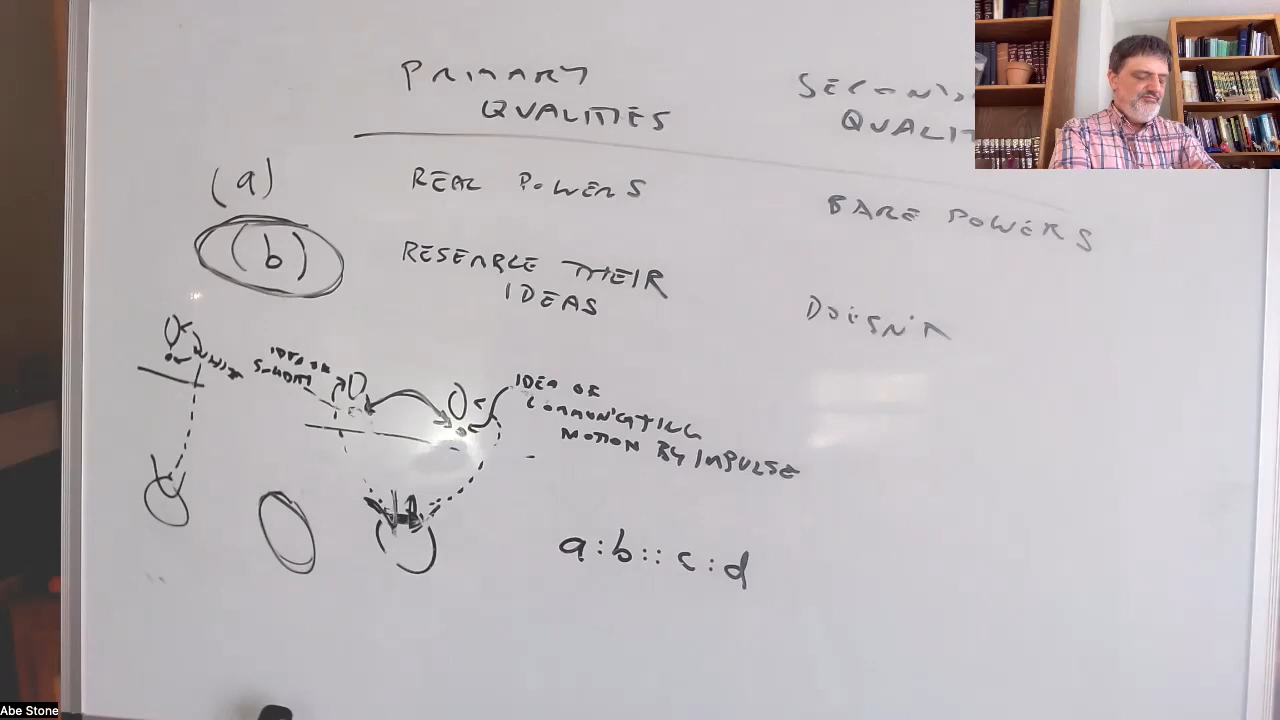 PRIMARY
QUALITIES
QUALIT
(a)
REAL POWERS
BARE POWERS
(b)
RESEMBLE THEIR
IDEAS
DOESN'T
IDEA OF
COMMUNICATING
MOTION BY IMPULSE
a:b::c:d
Abe Stone